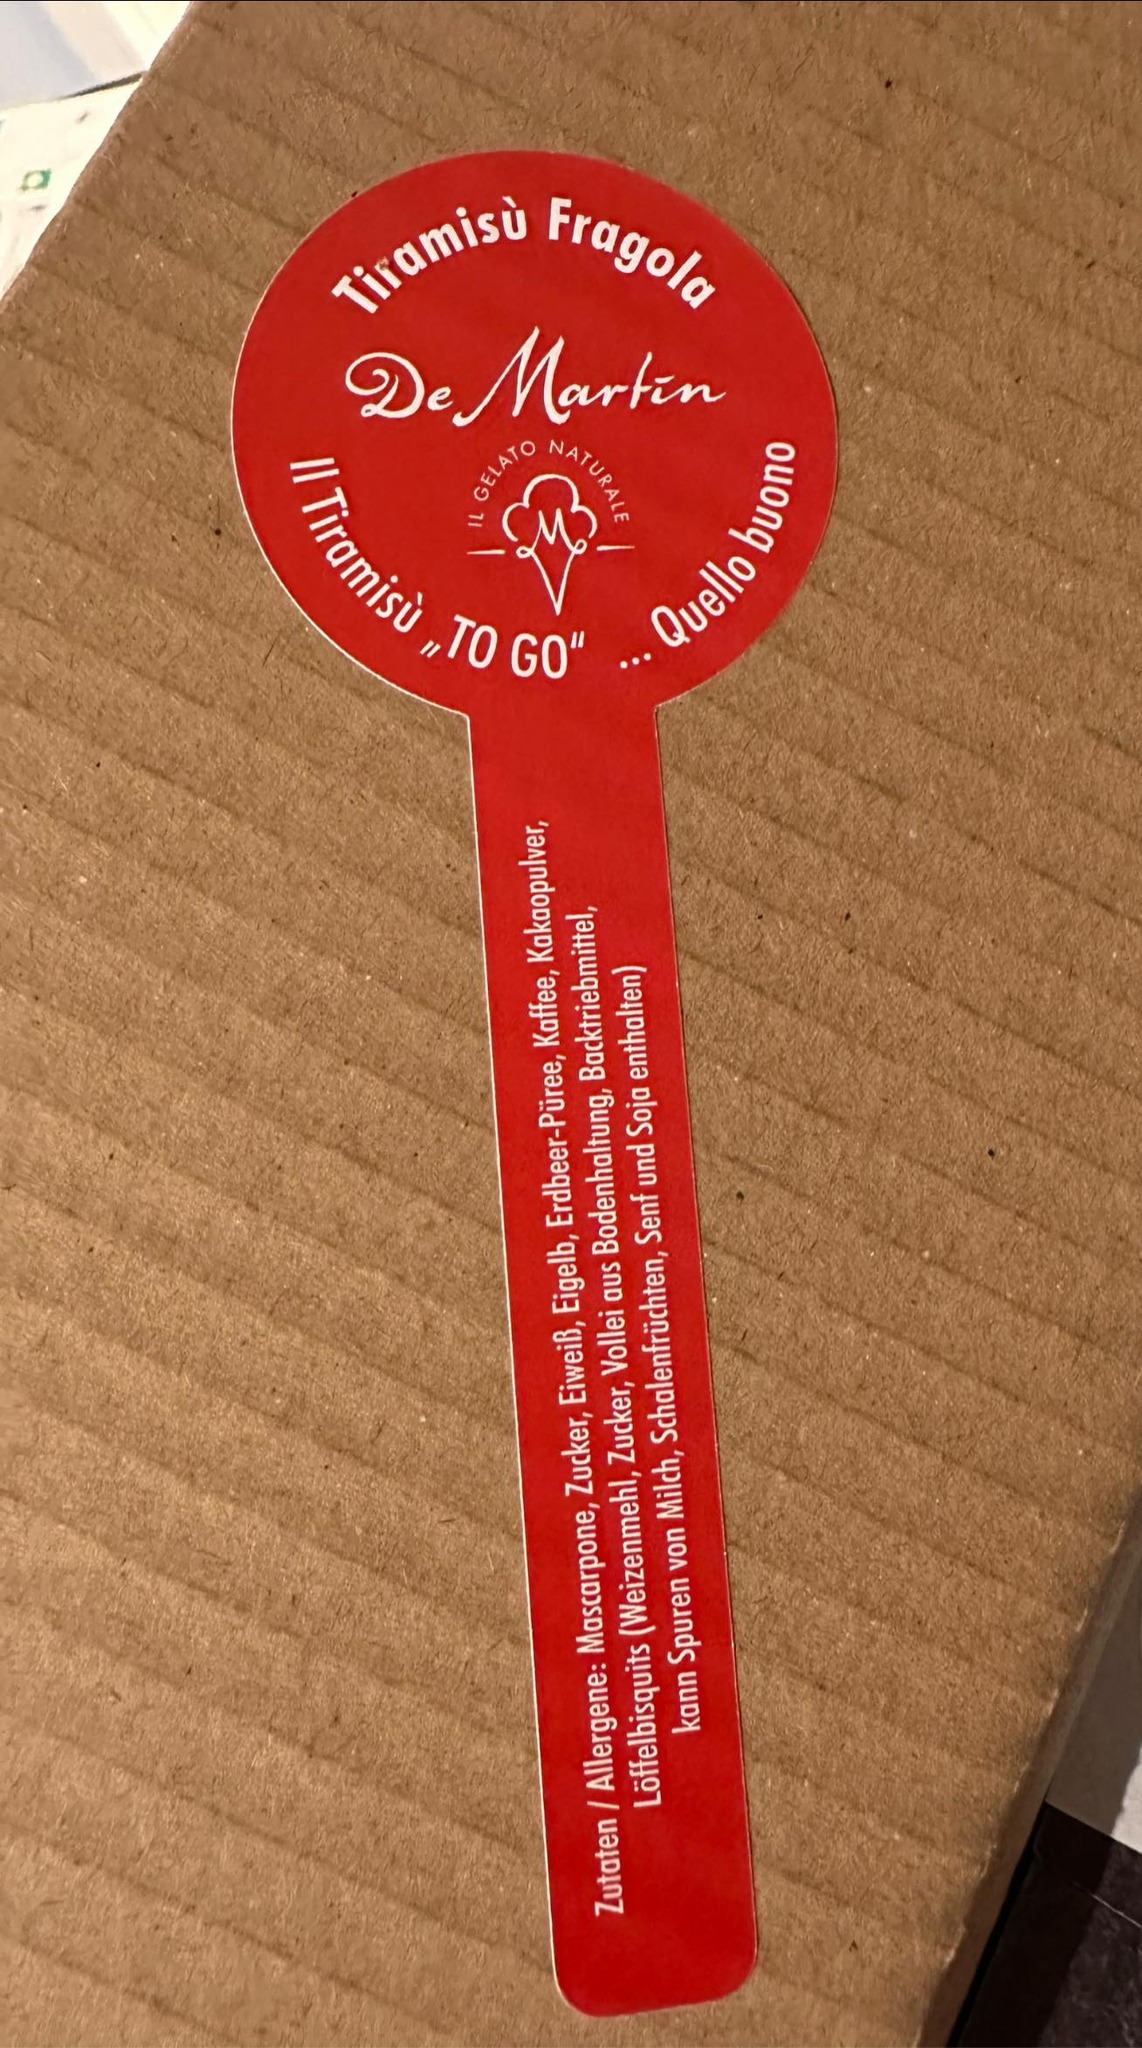 Tiramisù Fragola
De Martin
IL GELATO NATURALE
M
Il Tiramisù „TO GO“ ... Quello buono
Zutaten / Allergene: Mascarpone, Zucker, Eiweiß, Eigelb, Erdbeer-Püree, Kaffee, Kakaopulver,
Löffelbisquits (Weizenmehl, Zucker, Vollei aus Bodenhaltung, Backtriebmittel,
kann Spuren von Milch, Schalenfrüchten, Senf und Soja enthalten)